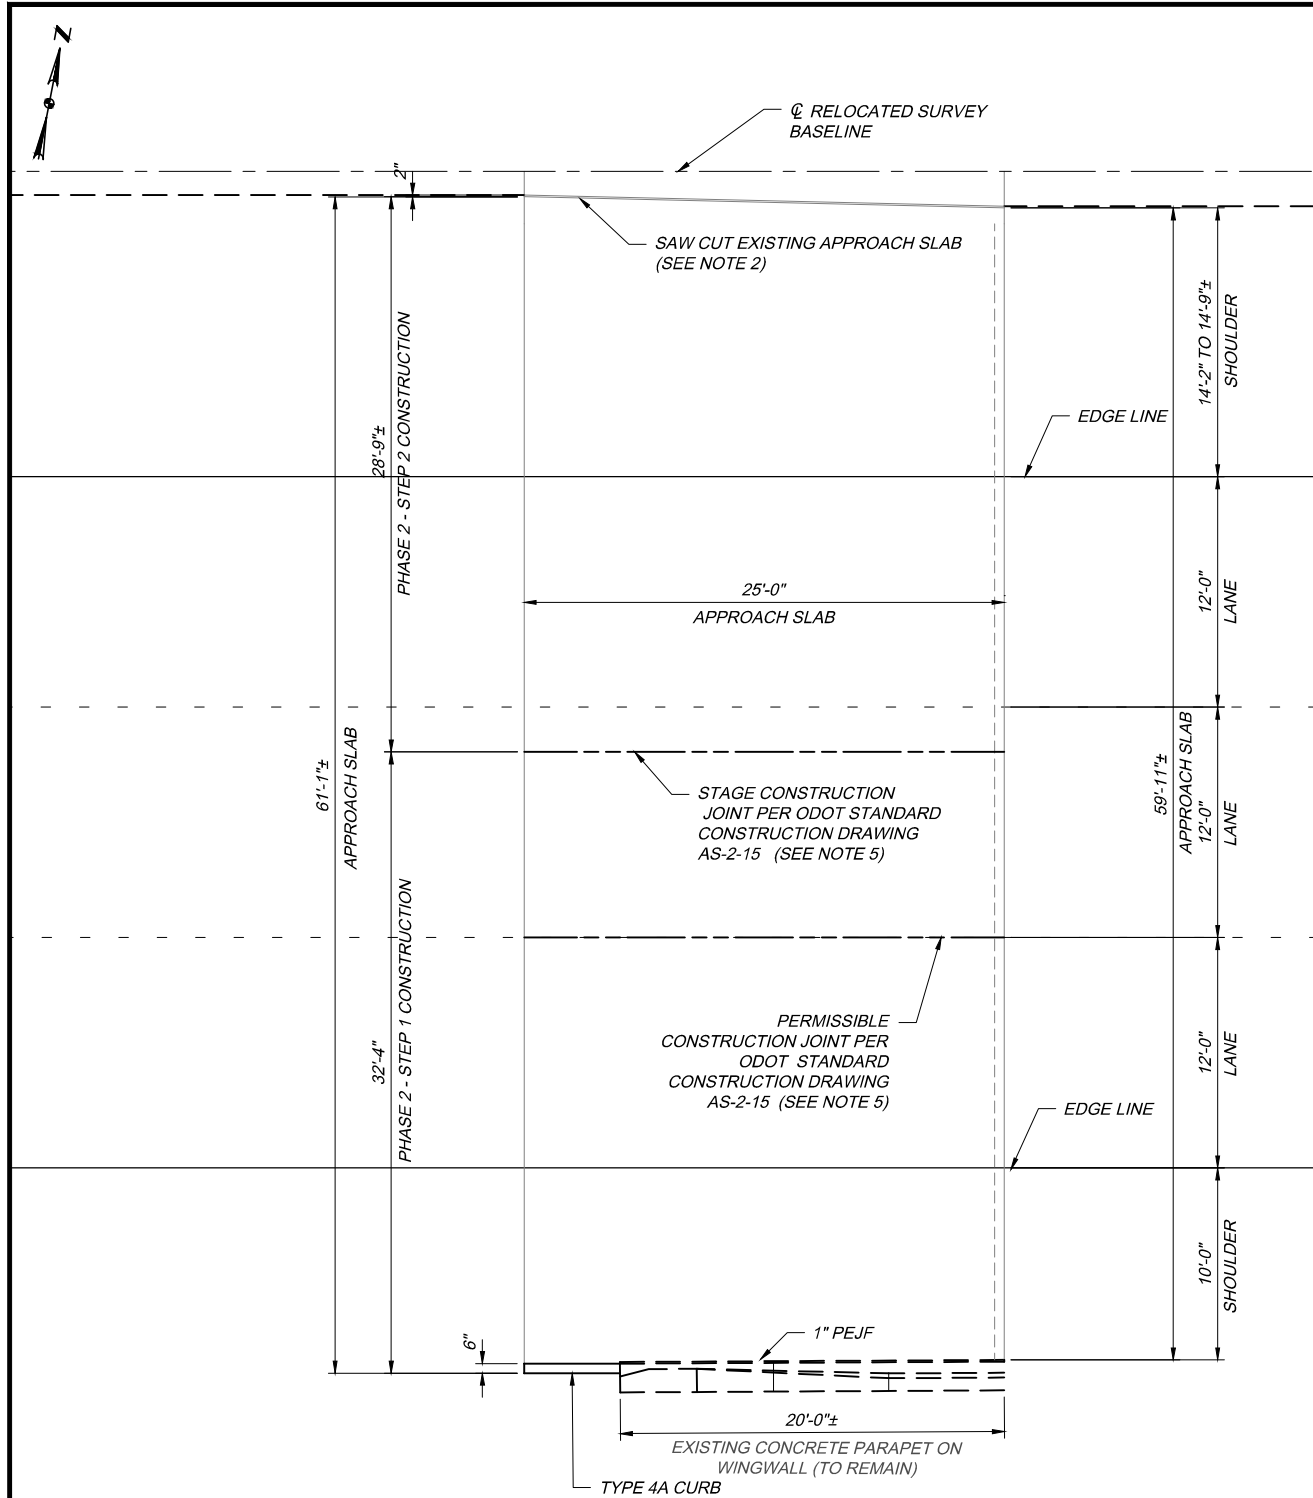 N
℄ RELOCATED SURVEY
BASELINE
2"
SAW CUT EXISTING APPROACH SLAB
(SEE NOTE 2)
14'-2" TO 14'-9"±
SHOULDER
28'-9"±
PHASE 2 - STEP 2 CONSTRUCTION
EDGE LINE
25'-0"
APPROACH SLAB
12'-0"
LANE
61'-1"±
APPROACH SLAB
STAGE CONSTRUCTION
JOINT PER ODOT STANDARD
CONSTRUCTION DRAWING
AS-2-15 (SEE NOTE 5)
59'-11"±
APPROACH SLAB
12'-0"
LANE
32'-4"
PHASE 2 - STEP 1 CONSTRUCTION
PERMISSIBLE
CONSTRUCTION JOINT PER
ODOT STANDARD
CONSTRUCTION DRAWING
AS-2-15 (SEE NOTE 5)
12'-0"
LANE
EDGE LINE
10'-0"
SHOULDER
6"
1" PEJF
20'-0"±
EXISTING CONCRETE PARAPET ON
WINGWALL (TO REMAIN)
TYPE 4A CURB